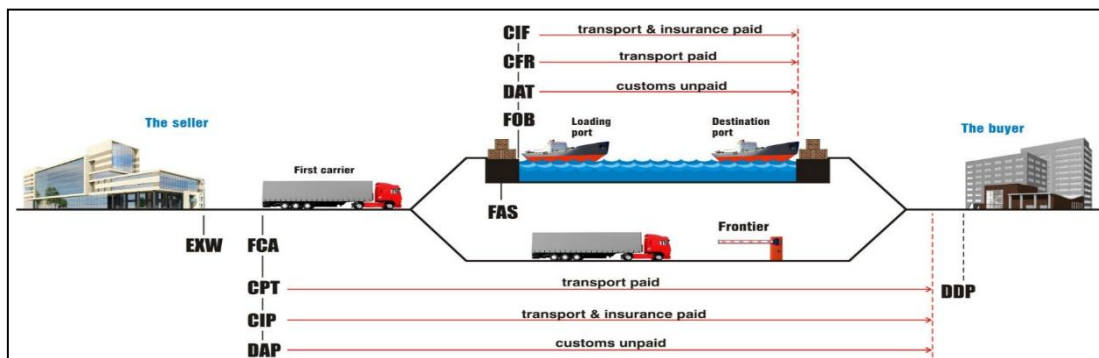 CIF transport & insurance paid
CFR transport paid
DAT customs unpaid
FOB
Loading
port
Destination
port
The seller
The buyer
First carrier
FAS
EXW
FCA
Frontier
CPT transport paid
DDP
CIP transport & insurance paid
DAP customs unpaid